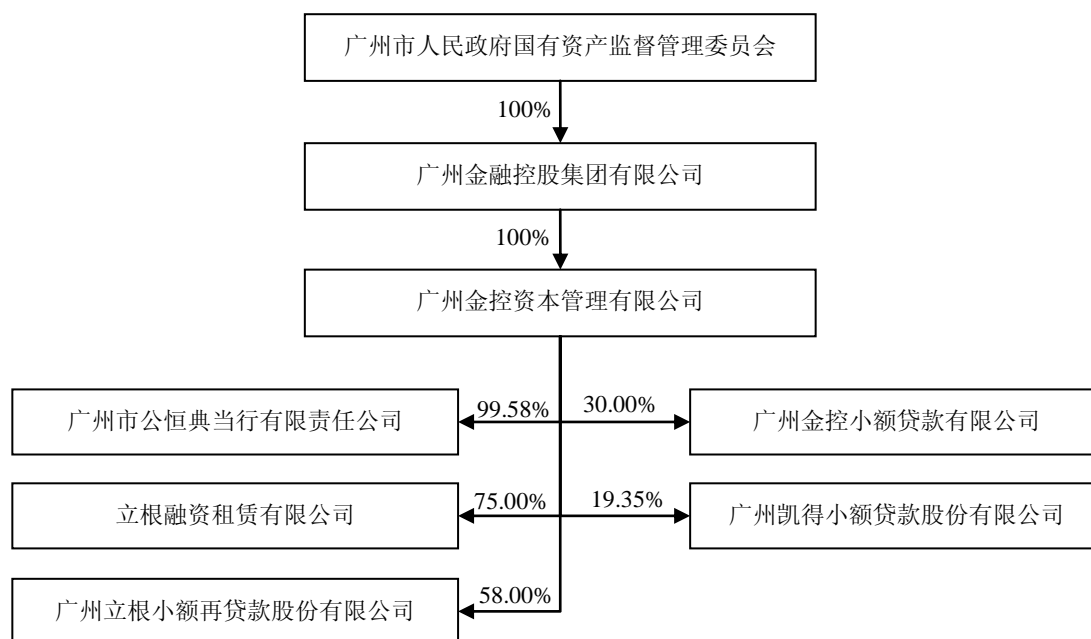 广州市人民政府国有资产监督管理委员会
100%
广州金融控股集团有限公司
100%
广州金控资本管理有限公司
广州市公恒典当行有限责任公司
99.58%
30.00%
广州金控小额贷款有限公司
立根融资租赁有限公司
75.00%
19.35%
广州凯得小额贷款股份有限公司
广州立根小额再贷款股份有限公司
58.00%